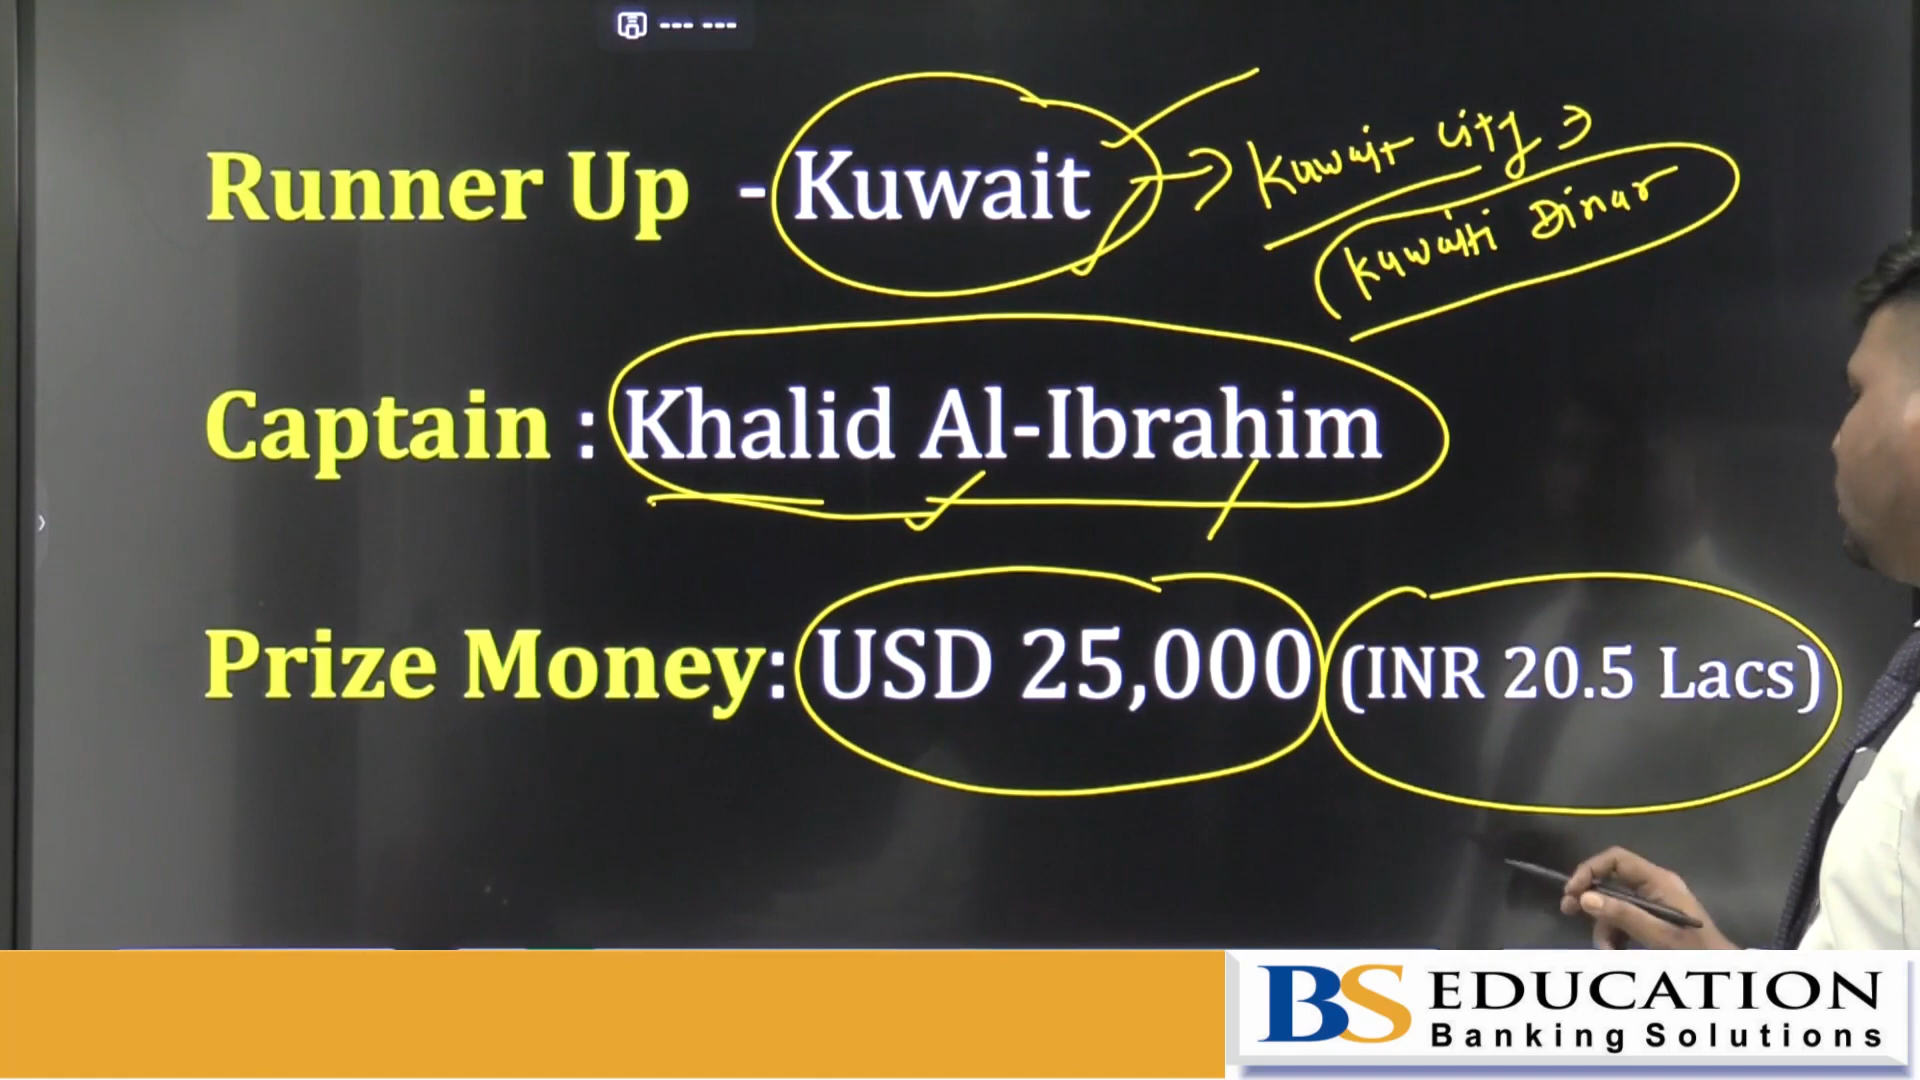 --- ---
Runner Up - Kuwait
Kuwait City
Kuwaiti Dinar
Captain : Khalid Al-Ibrahim
Prize Money: USD 25,000 (INR 20.5 Lacs)
BS EDUCATION
Banking Solutions